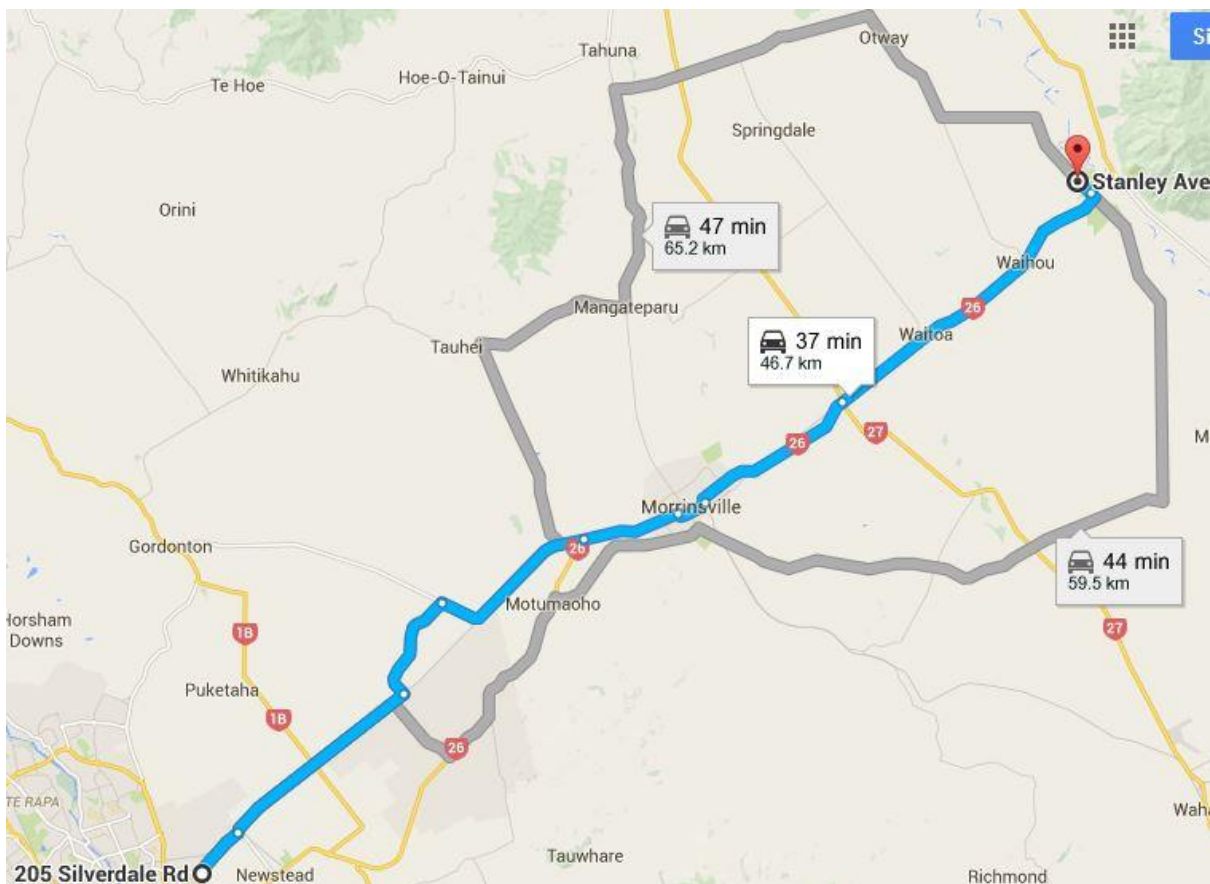 Otway
Si
Tahuna
Hoe-O-Tainui
Te Hoe
Springdale
Stanley Ave
Orini
47 min
65.2 km
Waihou
Mangateparu
26
Tauhei
37 min
46.7 km
Waitoa
Whitikahu
26
27
M
Morrinsville
Gordonton
26
44 min
59.5 km
Motumaoho
Horsham
Downs
1B
27
Puketaha
1B
26
TE RAPA
Waha
Tauwhare
205 Silverdale Rd
Newstead
Richmond